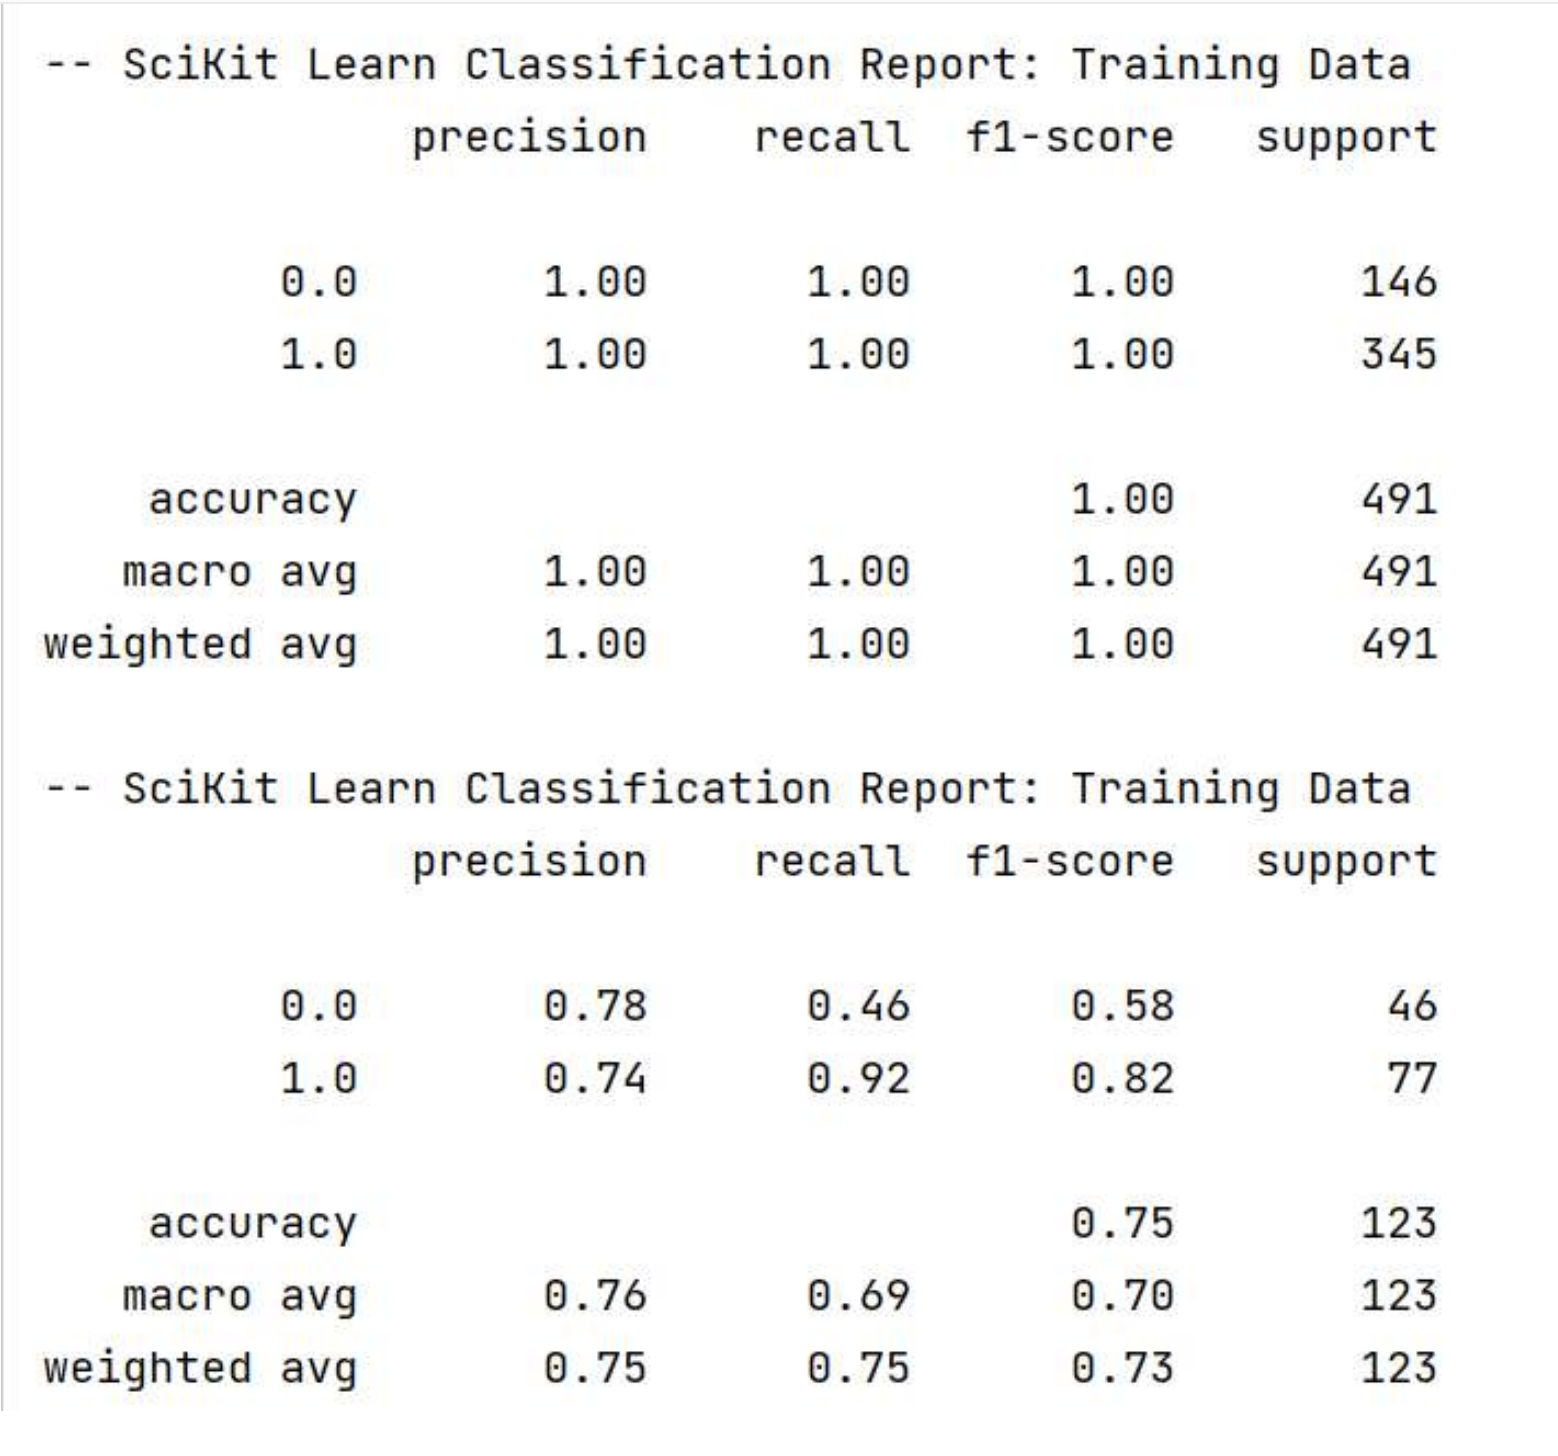 -- SciKit Learn Classification Report: Training Data
precision recall f1-score support
0.0 1.00 1.00 1.00 146
1.0 1.00 1.00 1.00 345
accuracy 1.00 491
macro avg 1.00 1.00 1.00 491
weighted avg 1.00 1.00 1.00 491
-- SciKit Learn Classification Report: Training Data
precision recall f1-score support
0.0 0.78 0.46 0.58 46
1.0 0.74 0.92 0.82 77
accuracy 0.75 123
macro avg 0.76 0.69 0.70 123
weighted avg 0.75 0.75 0.73 123